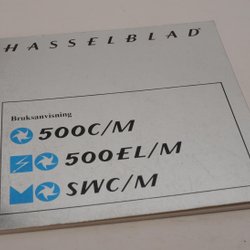 HASSELBLAD
Bruksanvisning
500C/M
500EL/M
SWC/M